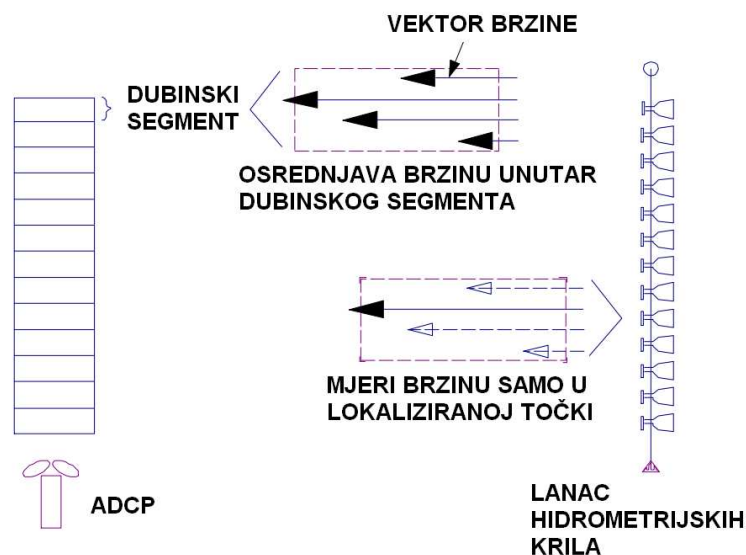 VEKTOR BRZINE
DUBINSKI
SEGMENT
OSREDNJAVA BRZINU UNUTAR
DUBINSKOG SEGMENTA
MJERI BRZINU SAMO U
LOKALIZIRANOJ TOČKI
ADCP
LANAC
HIDROMETRIJSKIH
KRILA